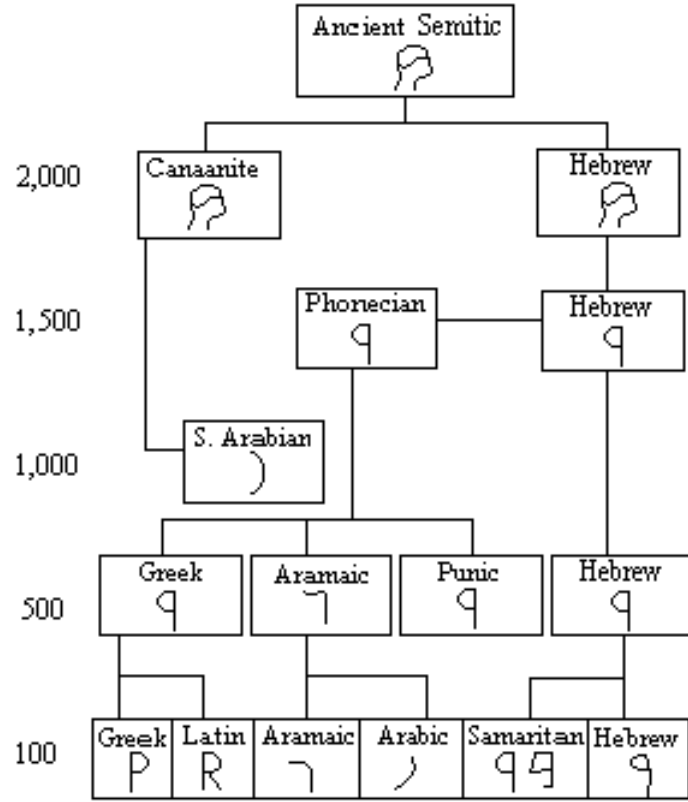 Ancient Semitic
2,000
Canaanite
Hebrew
1,500
Phonecian
Hebrew
1,000
S. Arabian
500
Greek
Aramaic
Punic
Hebrew
100
Greek
Latin
Aramaic
Arabic
Samaritan
Hebrew